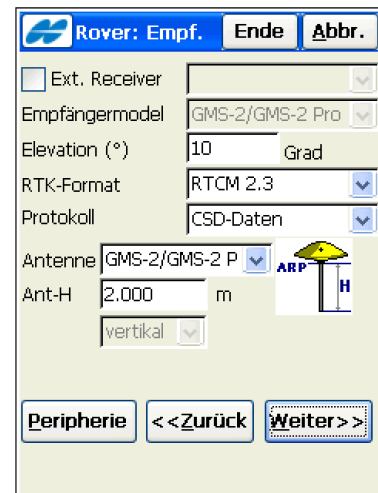 Rover: Empf. Ende Abbr.
Ext. Receiver
Empfängermodel GMS-2/GMS-2 Pro
Elevation (°) 10 Grad
RTK-Format RTCM 2.3
Protokoll CSD-Daten
Antenne GMS-2/GMS-2 P ARP
Ant-H 2.000 m H
vertikal
Peripherie <<Zurück Weiter>>